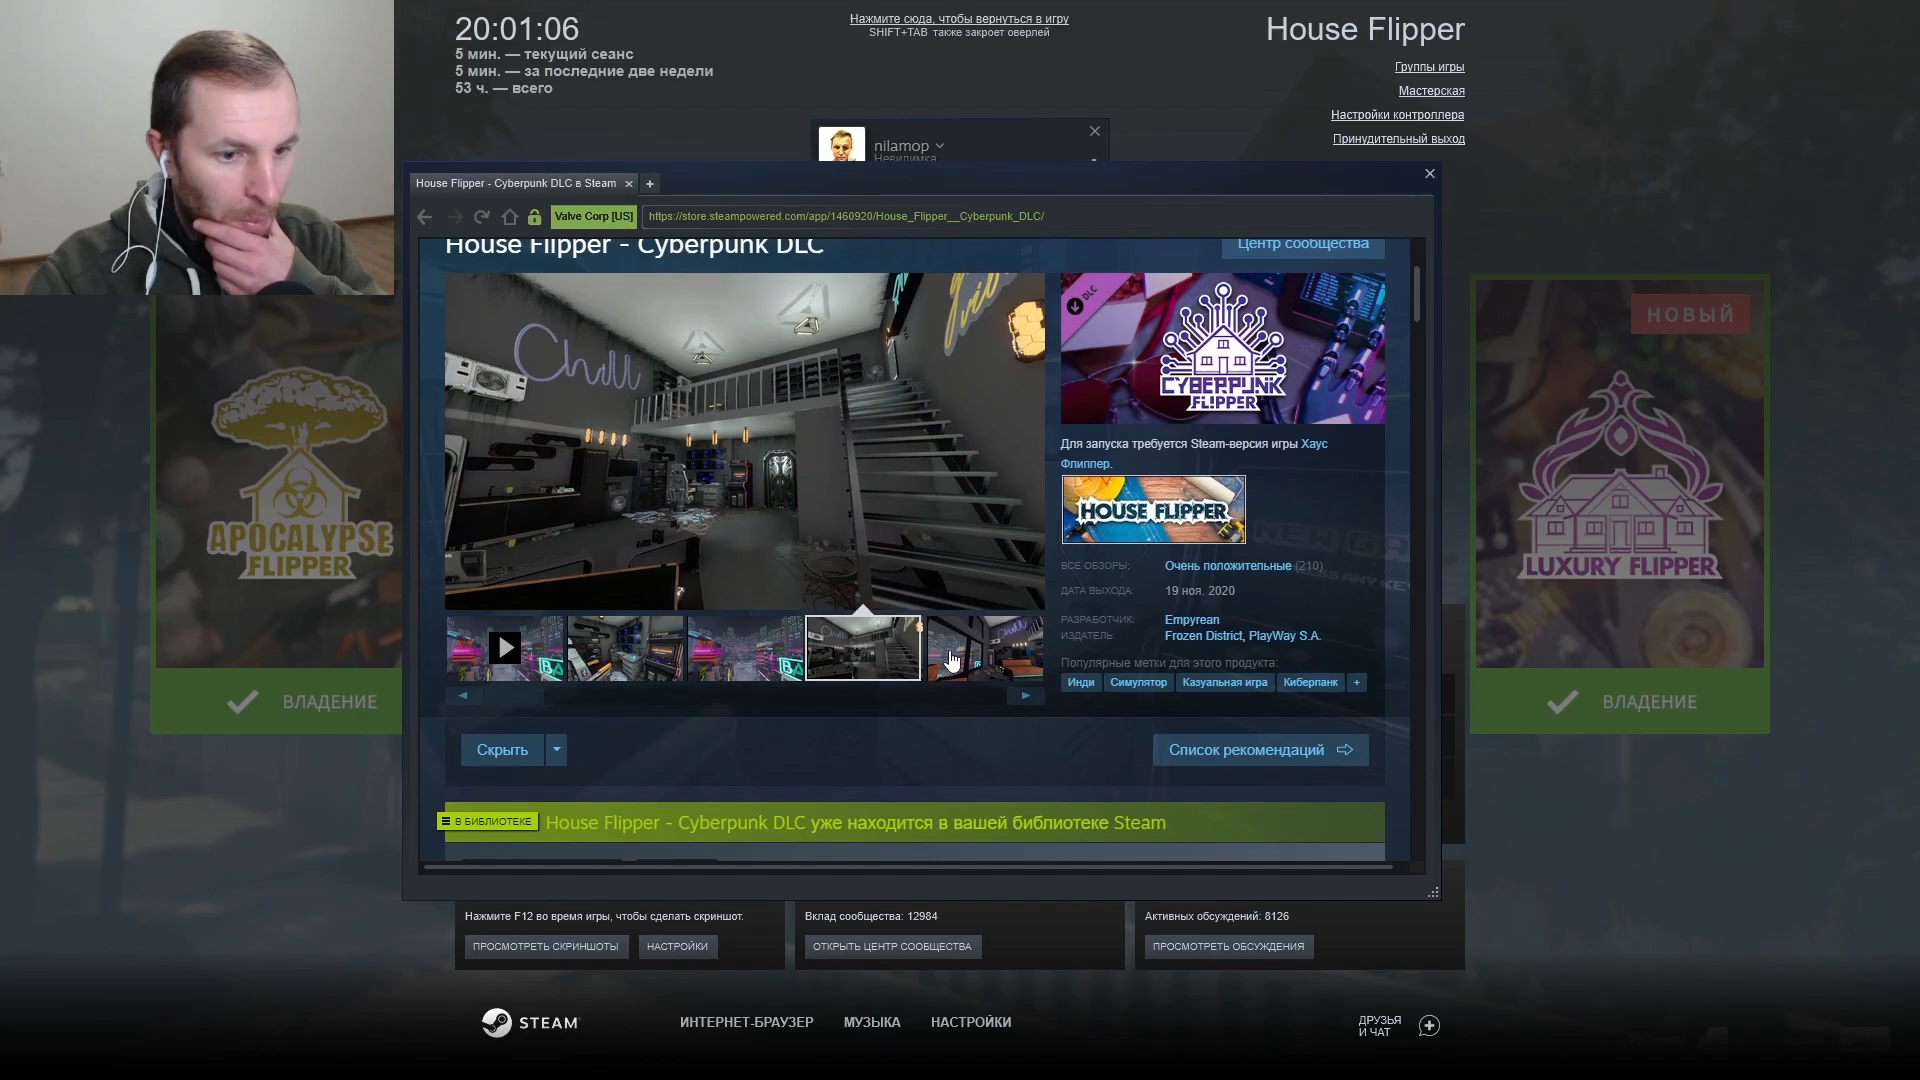 20:01:06
5 мин. — текущий сеанс
5 мин. — за последние две недели
53 ч. — всего
Нажмите сюда, чтобы вернуться в игру
SHIFT+TAB также закроет оверлей
House Flipper
Группы игры
Мастерская
Настройки контроллера
Принудительный выход
nilamop
Невидимка
House Flipper - Cyberpunk DLC в Steam
Valve Corp [US]
https://store.steampowered.com/app/1460920/House_Flipper__Cyberpunk_DLC/
House Flipper - Cyberpunk DLC
Центр сообщества
Chill
DLC
CYBERPUNK
FLIPPER
Для запуска требуется Steam-версия игры Хаус
Флиппер.
HOUSE FLIPPER
ВСЕ ОБЗОРЫ: Очень положительные (210)
ДАТА ВЫХОДА: 19 ноя. 2020
РАЗРАБОТЧИК: Empyrean
ИЗДАТЕЛЬ: Frozen District, PlayWay S.A.
Популярные метки для этого продукта:
Инди Симулятор Казуальная игра Киберпанк +
Скрыть
Список рекомендаций
В БИБЛИОТЕКЕ
House Flipper - Cyberpunk DLC уже находится в вашей библиотеке Steam
APOCALYPSE
FLIPPER
ВЛАДЕНИЕ
НОВЫЙ
LUXURY FLIPPER
ВЛАДЕНИЕ
Нажмите F12 во время игры, чтобы сделать скриншот.
ПРОСМОТРЕТЬ СКРИНШОТЫ
НАСТРОЙКИ
Вклад сообщества: 12984
ОТКРЫТЬ ЦЕНТР СООБЩЕСТВА
Активных обсуждений: 8126
ПРОСМОТРЕТЬ ОБСУЖДЕНИЯ
STEAM
ИНТЕРНЕТ-БРАУЗЕР
МУЗЫКА
НАСТРОЙКИ
ДРУЗЬЯ
И ЧАТ